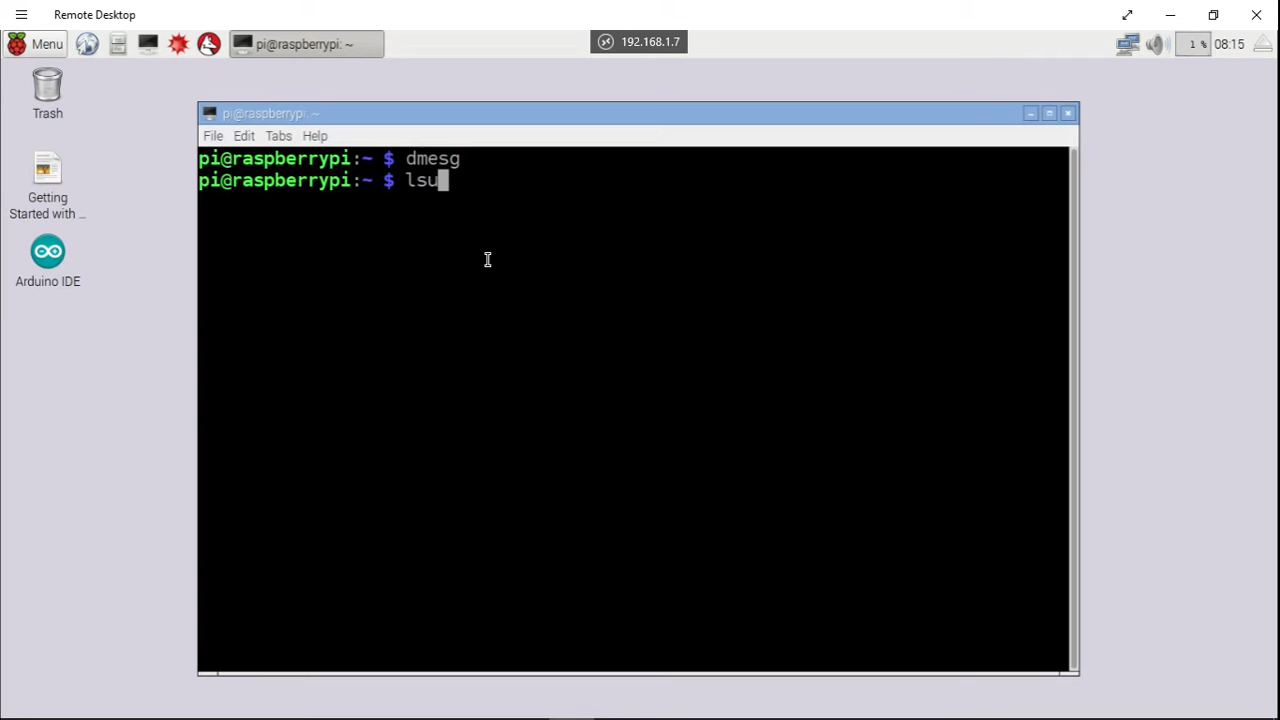 Remote Desktop
Menu
pi@raspberrypi: ~
192.168.1.7
1 %
08:15
Trash
Getting
Started with ...
Arduino IDE
pi@raspberrypi: ~
File Edit Tabs Help
pi@raspberrypi:~ $ dmesg
pi@raspberrypi:~ $ lsu